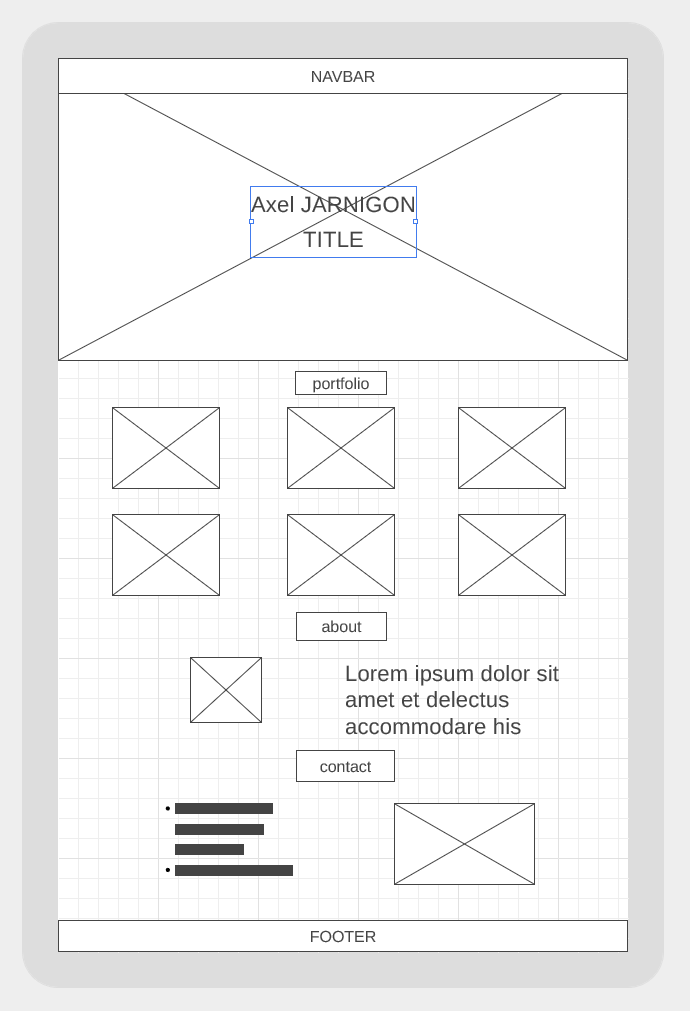 NAVBAR
Axel JARNIGON
TITLE
portfolio
about
Lorem ipsum dolor sit
amet et delectus
accommodare his
contact
FOOTER